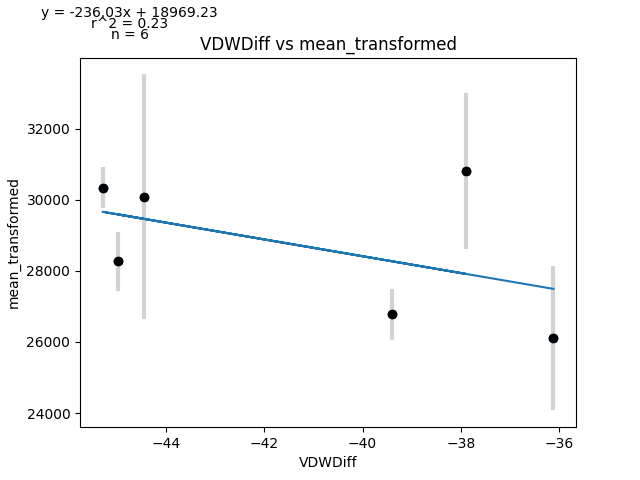 y = -236.03x + 18969.23
r^2 = 0.23
n = 6
VDWDiff vs mean_transformed
32000
30000
28000
26000
24000
mean_transformed
−44
−42
−40
−38
−36
VDWDiff